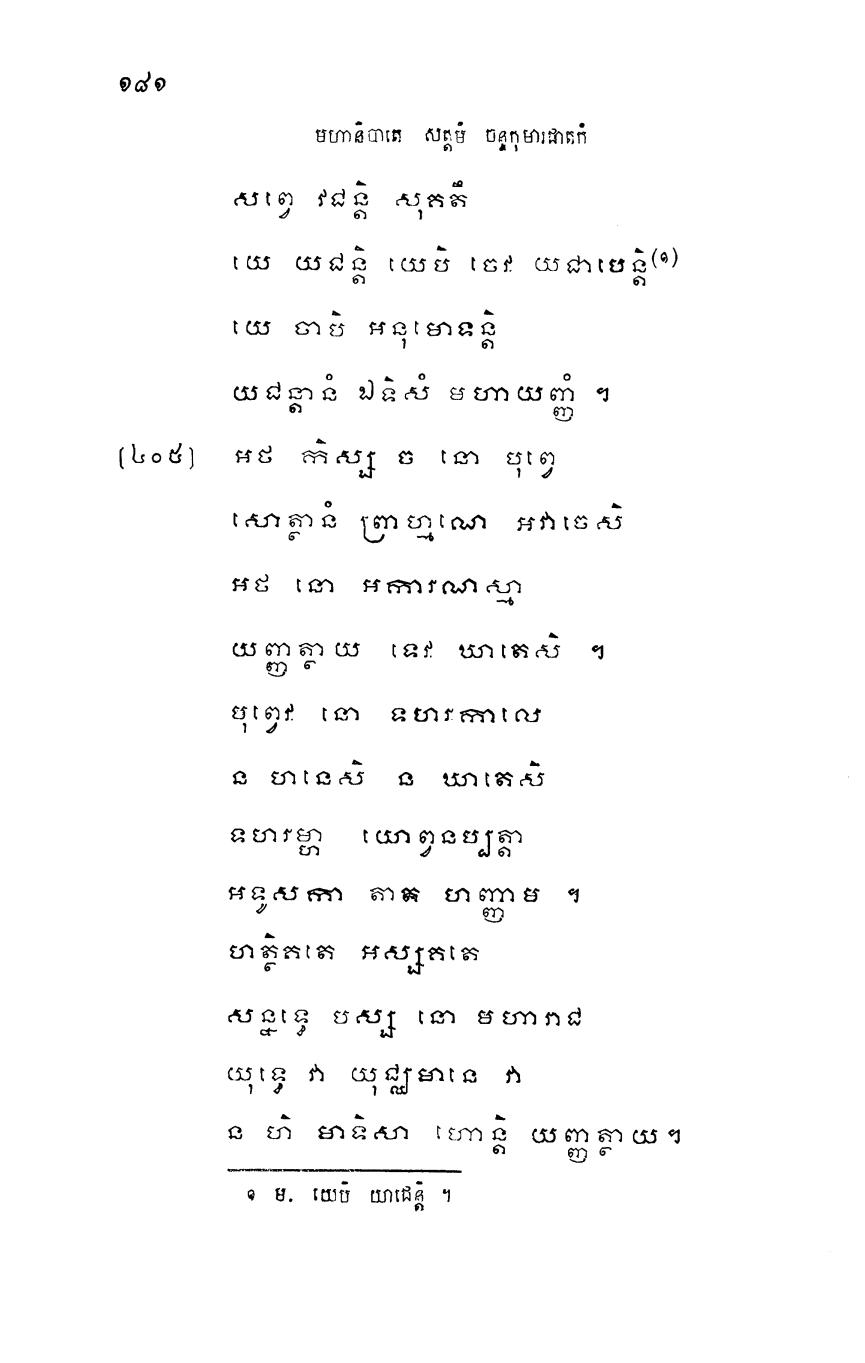 ១៨១
មហានិបាតេ សត្តមំ ចន្ទកុមារជាតកំ
សព្វេ វជន្តិ សុគតឹ
យេ យជន្តិ យេបិ ចេវ យជាបេន្តិ(១)
យេ ចាបិ អនុមោទន្តិ
យជន្តានំ ឯទិសំ មហាយញ្ញំ ។
(៤០៥) អថ កិស្ស ច នោ បុព្វេ
សោត្ថានំ ព្រាហ្មណេ អវាចេសិ
អថ នោ អការណស្មា
យញ្ញត្ថាយ ទេវ ឃាតេសិ ។
បុព្វេវ នោ ទហរកាលេ
ន ហនេសិ ន ឃាតេសិ
ទហរម្ហា យោព្វនប្បត្តា
អទូសកា តាត ហញ្ញាម ។
ហត្ថិគតេ អស្សគតេ
សន្នទ្ធេ បស្ស នោ មហារាជ
យុទ្ធេ វា យុជ្ឈមានេ វា
ន ហិ មាទិសា ហោន្តិ យញ្ញត្ថាយ។
១ ម. យេបិ យាជេន្តិ ។